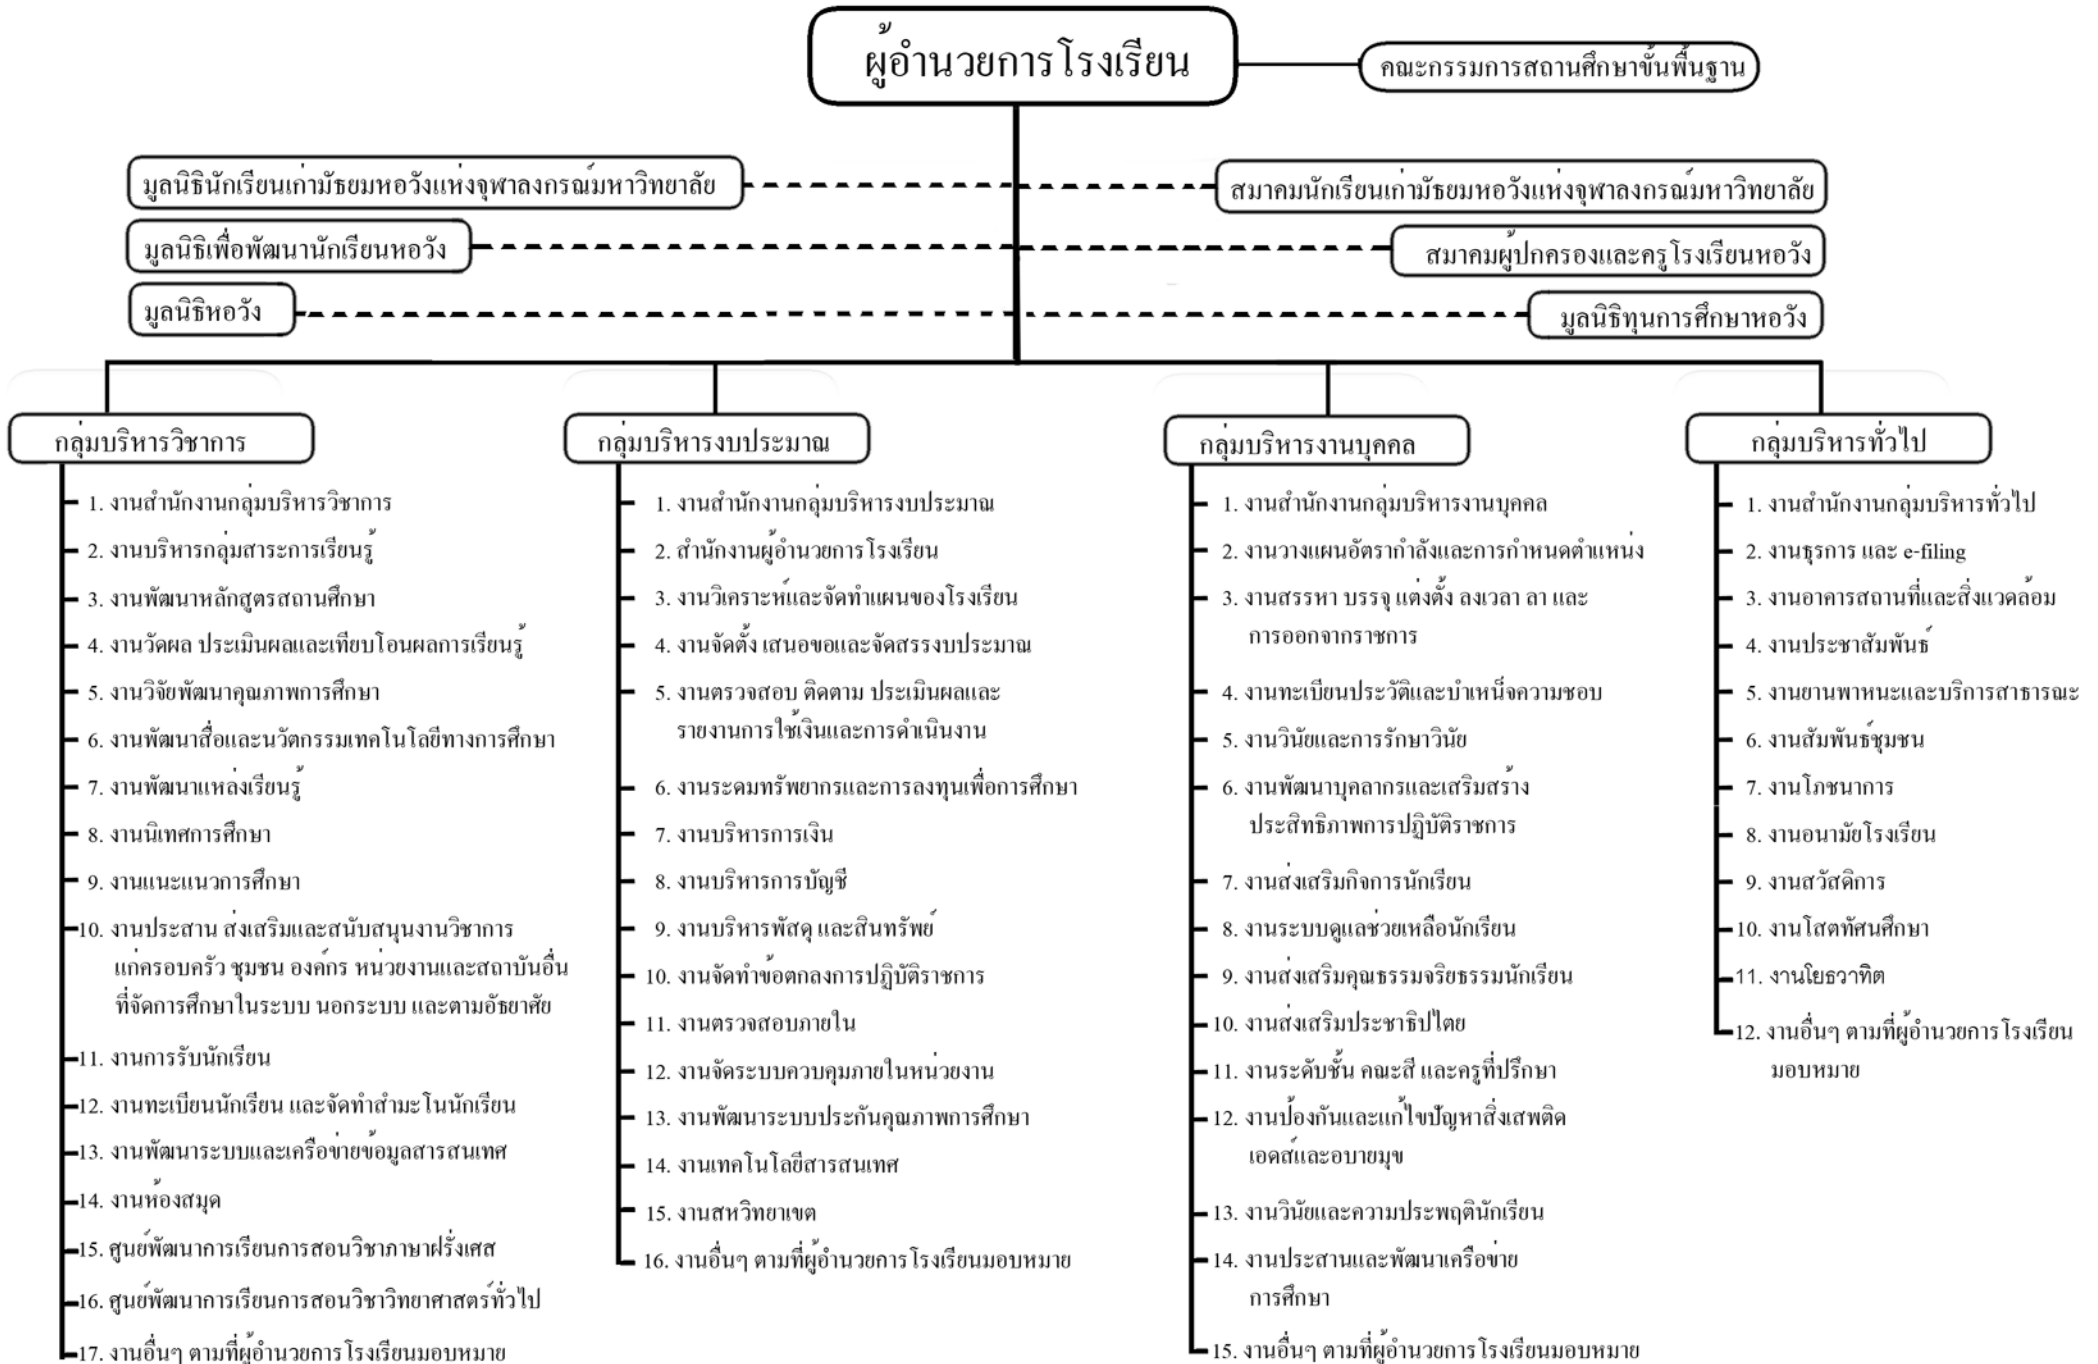 ผู้อำนวยการโรงเรียน
คณะกรรมการสถานศึกษาขั้นพื้นฐาน
มูลนิธินักเรียนเก่ามัธยมหอวังแห่งจุฬาลงกรณ์มหาวิทยาลัย
สมาคมนักเรียนเก่ามัธยมหอวังแห่งจุฬาลงกรณ์มหาวิทยาลัย
มูลนิธิเพื่อพัฒนานักเรียนหอวัง
สมาคมผู้ปกครองและครูโรงเรียนหอวัง
มูลนิธิหอวัง
มูลนิธิทุนการศึกษาหอวัง
กลุ่มบริหารวิชาการ
1. งานสำนักงานกลุ่มบริหารวิชาการ
2. งานบริหารกลุ่มสาระการเรียนรู้
3. งานพัฒนาหลักสูตรสถานศึกษา
4. งานวัดผล ประเมินผลและเทียบโอนผลการเรียนรู้
5. งานวิจัยพัฒนาคุณภาพการศึกษา
6. งานพัฒนาสื่อและนวัตกรรมเทคโนโลยีทางการศึกษา
7. งานพัฒนาแหล่งเรียนรู้
8. งานนิเทศการศึกษา
9. งานแนะแนวการศึกษา
10. งานประสาน ส่งเสริมและสนับสนุนงานวิชาการ
แก่ครอบครัว ชุมชน องค์กร หน่วยงานและสถาบันอื่น
ที่จัดการศึกษาในระบบ นอกระบบ และตามอัธยาศัย
11. งานการรับนักเรียน
12. งานทะเบียนนักเรียน และจัดทำสำมะโนนักเรียน
13. งานพัฒนาระบบและเครือข่ายข้อมูลสารสนเทศ
14. งานห้องสมุด
15. ศูนย์พัฒนาการเรียนการสอนวิชาภาษาฝรั่งเศส
16. ศูนย์พัฒนาการเรียนการสอนวิชาวิทยาศาสตร์ทั่วไป
17. งานอื่นๆ ตามที่ผู้อำนวยการโรงเรียนมอบหมาย
กลุ่มบริหารงบประมาณ
1. งานสำนักงานกลุ่มบริหารงบประมาณ
2. สำนักงานผู้อำนวยการโรงเรียน
3. งานวิเคราะห์และจัดทำแผนของโรงเรียน
4. งานจัดตั้ง เสนอขอและจัดสรรงบประมาณ
5. งานตรวจสอบ ติดตาม ประเมินผลและ
รายงานการใช้เงินและการดำเนินงาน
6. งานระดมทรัพยากรและการลงทุนเพื่อการศึกษา
7. งานบริหารการเงิน
8. งานบริหารการบัญชี
9. งานบริหารพัสดุ และสินทรัพย์
10. งานจัดทำข้อตกลงการปฏิบัติราชการ
11. งานตรวจสอบภายใน
12. งานจัดระบบควบคุมภายในหน่วยงาน
13. งานพัฒนาระบบประกันคุณภาพการศึกษา
14. งานเทคโนโลยีสารสนเทศ
15. งานสหวิทยาเขต
16. งานอื่นๆ ตามที่ผู้อำนวยการโรงเรียนมอบหมาย
กลุ่มบริหารงานบุคคล
1. งานสำนักงานกลุ่มบริหารงานบุคคล
2. งานวางแผนอัตรากำลังและการกำหนดตำแหน่ง
3. งานสรรหา บรรจุ แต่งตั้ง ลงเวลา ลา และ
การออกจากราชการ
4. งานทะเบียนประวัติและบำเหน็จความชอบ
5. งานวินัยและการรักษาวินัย
6. งานพัฒนาบุคลากรและเสริมสร้าง
ประสิทธิภาพการปฏิบัติราชการ
7. งานส่งเสริมกิจการนักเรียน
8. งานระบบดูแลช่วยเหลือนักเรียน
9. งานส่งเสริมคุณธรรมจริยธรรมนักเรียน
10. งานส่งเสริมประชาธิปไตย
11. งานระดับชั้น คณะสี และครูที่ปรึกษา
12. งานป้องกันและแก้ไขปัญหาสิ่งเสพติด
เอดส์และอบายมุข
13. งานวินัยและความประพฤตินักเรียน
14. งานประสานและพัฒนาเครือข่าย
การศึกษา
15. งานอื่นๆ ตามที่ผู้อำนวยการโรงเรียนมอบหมาย
กลุ่มบริหารทั่วไป
1. งานสำนักงานกลุ่มบริหารทั่วไป
2. งานธุรการ และ e-filing
3. งานอาคารสถานที่และสิ่งแวดล้อม
4. งานประชาสัมพันธ์
5. งานยานพาหนะและบริการสาธารณะ
6. งานสัมพันธ์ชุมชน
7. งานโภชนาการ
8. งานอนามัยโรงเรียน
9. งานสวัสดิการ
10. งานโสตทัศนศึกษา
11. งานโยธวาทิต
12. งานอื่นๆ ตามที่ผู้อำนวยการโรงเรียน
มอบหมาย